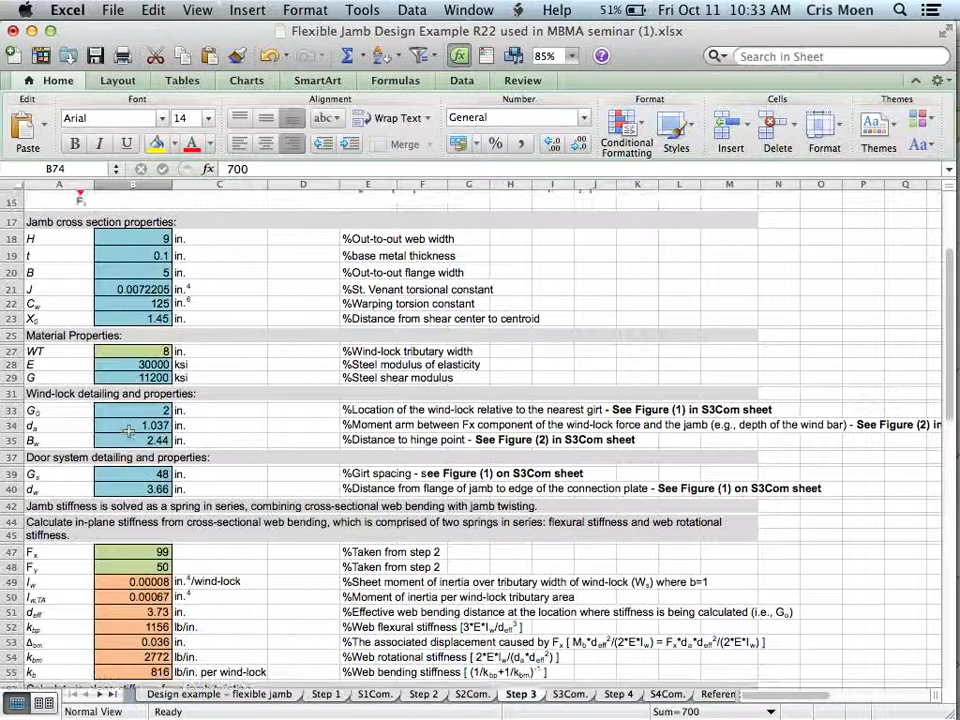 Excel File Edit View Insert Format Tools Data Window Help 51% Fri Oct 11 10:33 AM Cris Moen
Flexible Jamb Design Example R22 used in MBMA seminar (1).xlsx
85% Search in Sheet
Home Layout Tables Charts SmartArt Formulas Data Review
Edit Font Alignment Number Format Cells Themes
Arial 14 abc Wrap Text General
Paste B I U A Merge % , Conditional Formatting Styles Insert Delete Format Themes Aa
B74 fx 700
A B C D E F G H I J K L M N O P Q
16
17 Jamb cross section properties:
18 H 9 in. %Out-to-out web width
19 t 0.1 in. %base metal thickness
20 B 5 in. %Out-to-out flange width
21 J 0.0072205 in.4 %St. Venant torsional constant
22 Cw 125 in.6 %Warping torsion constant
23 X0 1.45 in. %Distance from shear center to centroid
25 Material Properties:
27 WT 8 in. %Wind-lock tributary width
28 E 30000 ksi %Steel modulus of elasticity
29 G 11200 ksi %Steel shear modulus
31 Wind-lock detailing and properties:
33 G0 2 in. %Location of the wind-lock relative to the nearest girt - See Figure (1) in S3Com sheet
34 da 1.037 in. %Moment arm between Fx component of the wind-lock force and the jamb (e.g., depth of the wind bar) - See Figure (2) in
35 Bw 2.44 in. %Distance to hinge point - See Figure (2) in S3Com sheet
37 Door system detailing and properties:
39 Gs 48 in. %Girt spacing - see Figure (1) on S3Com sheet
40 dw 3.66 in. %Distance from flange of jamb to edge of the connection plate - See Figure (1) on S3Com sheet
42 Jamb stiffness is solved as a spring in series, combining cross-sectional web bending with jamb twisting.
44 Calculate in-plane stiffness from cross-sectional web bending, which is comprised of two springs in series: flexural stiffness and web rotational
45 stiffness.
47 Fx 99 %Taken from step 2
48 FY 50 %Taken from step 2
49 Iw 0.00008 in.4/wind-lock %Sheet moment of inertia over tributary width of wind-lock (Ws) where b=1
50 Iw,TA 0.00067 in.4 %Moment of inertia per wind-lock tributary area
51 deff 3.73 in. %Effective web bending distance at the location where stiffness is being calculated (i.e., G0)
52 kbp 1156 lb/in. %Web flexural stiffness [3*E*Iw/deff3 ]
53 Δbm 0.036 in. %The associated displacement caused by Fx [ Mb*deff2/(2*E*Iw) = Fx*da*deff2/(2*E*Iw) ]
54 kbm 2772 lb/in. %Web rotational stiffness [ 2*E*Iw/(da*deff2) ]
55 kb 816 lb/in. per wind-lock %Web bending stiffness [ (1/kbp+1/kbm)-1 ]
Design example - flexible jamb Step 1 S1Com. Step 2 S2Com. Step 3 S3Com. Step 4 S4Com. Referen
Normal View Ready Sum=700